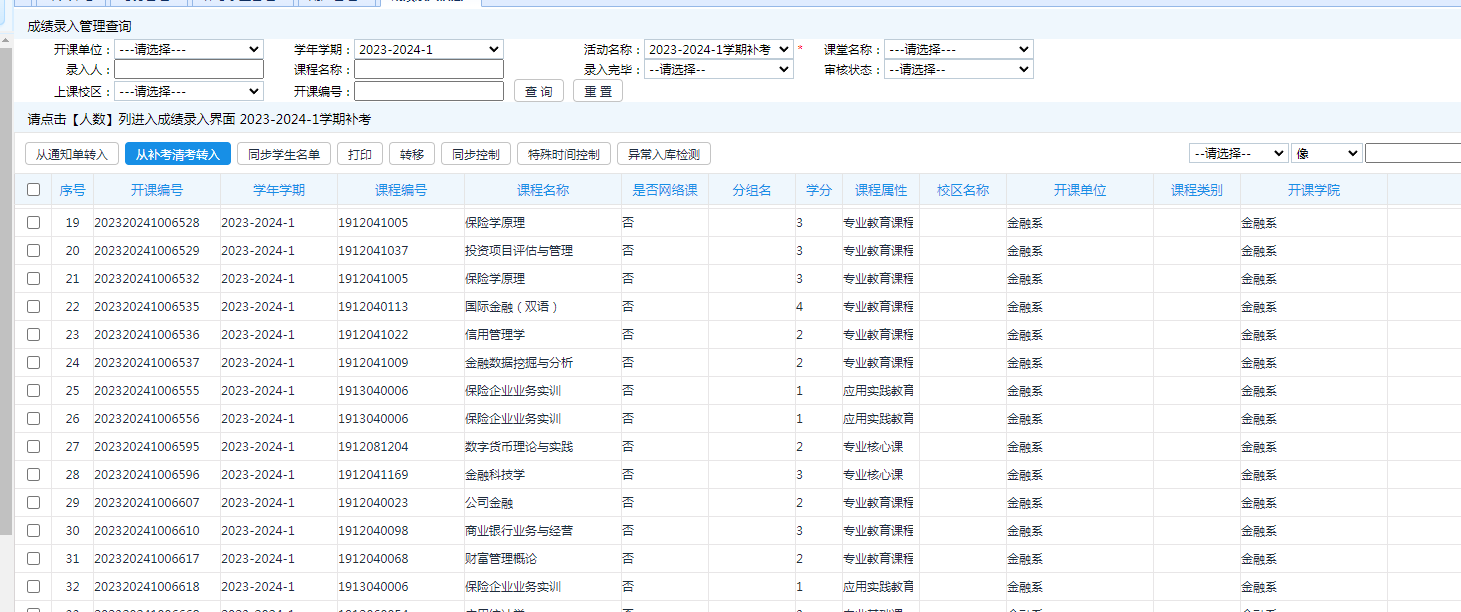 成绩录入管理查询
开课单位： ---请选择--- 学年学期： 2023-2024-1 活动名称： 2023-2024-1学期补考 * 课堂名称： ---请选择---
录入人： 课程名称： 录入完毕： --请选择-- 审核状态： --请选择--
上课校区： ---请选择--- 开课编号： 查 询 重 置
请点击【人数】列进入成绩录入界面 2023-2024-1学期补考
从通知单转入 从补考清考转入 同步学生名单 打印 转移 同步控制 特殊时间控制 异常入库检测 --请选择-- 像
序号 开课编号 学年学期 课程编号 课程名称 是否网络课 分组名 学分 课程属性 校区名称 开课单位 课程类别 开课学院
19 202320241006528 2023-2024-1 1912041005 保险学原理 否 3 专业教育课程 金融系 金融系
20 202320241006529 2023-2024-1 1912041037 投资项目评估与管理 否 3 专业教育课程 金融系 金融系
21 202320241006532 2023-2024-1 1912041005 保险学原理 否 3 专业教育课程 金融系 金融系
22 202320241006535 2023-2024-1 1912040113 国际金融（双语） 否 4 专业教育课程 金融系 金融系
23 202320241006536 2023-2024-1 1912041022 信用管理学 否 2 专业教育课程 金融系 金融系
24 202320241006537 2023-2024-1 1912041009 金融数据挖掘与分析 否 2 专业教育课程 金融系 金融系
25 202320241006555 2023-2024-1 1913040006 保险企业业务实训 否 1 应用实践教育 金融系 金融系
26 202320241006556 2023-2024-1 1913040006 保险企业业务实训 否 1 应用实践教育 金融系 金融系
27 202320241006595 2023-2024-1 1912081204 数字货币理论与实践 否 2 专业核心课 金融系 金融系
28 202320241006596 2023-2024-1 1912041169 金融科技学 否 3 专业核心课 金融系 金融系
29 202320241006607 2023-2024-1 1912040023 公司金融 否 2 专业教育课程 金融系 金融系
30 202320241006610 2023-2024-1 1912040098 商业银行业务与经营 否 3 专业教育课程 金融系 金融系
31 202320241006617 2023-2024-1 1912040068 财富管理概论 否 2 专业教育课程 金融系 金融系
32 202320241006618 2023-2024-1 1913040006 保险企业业务实训 否 1 应用实践教育 金融系 金融系